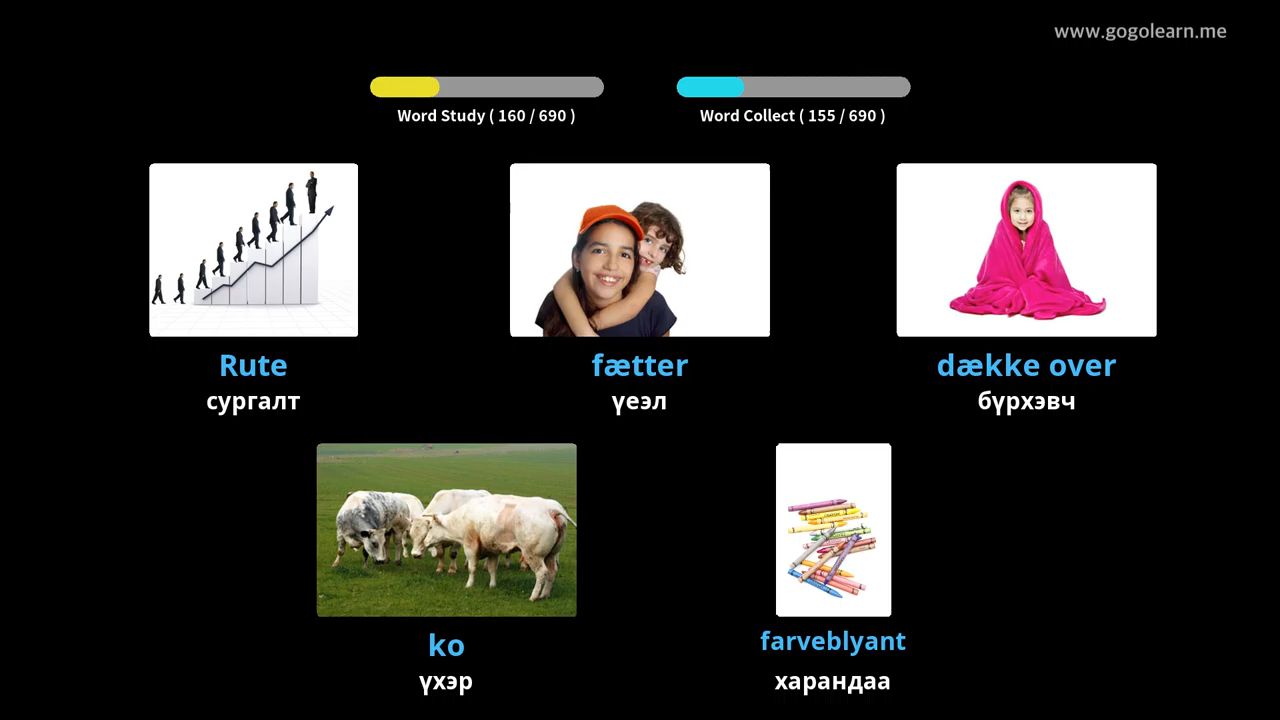 www.gogolearn.me
Word Study ( 160 / 690 )
Word Collect ( 155 / 690 )
Rute
сургалт
fætter
үеэл
dække over
бүрхэвч
ko
үхэр
farveblyant
харандаа